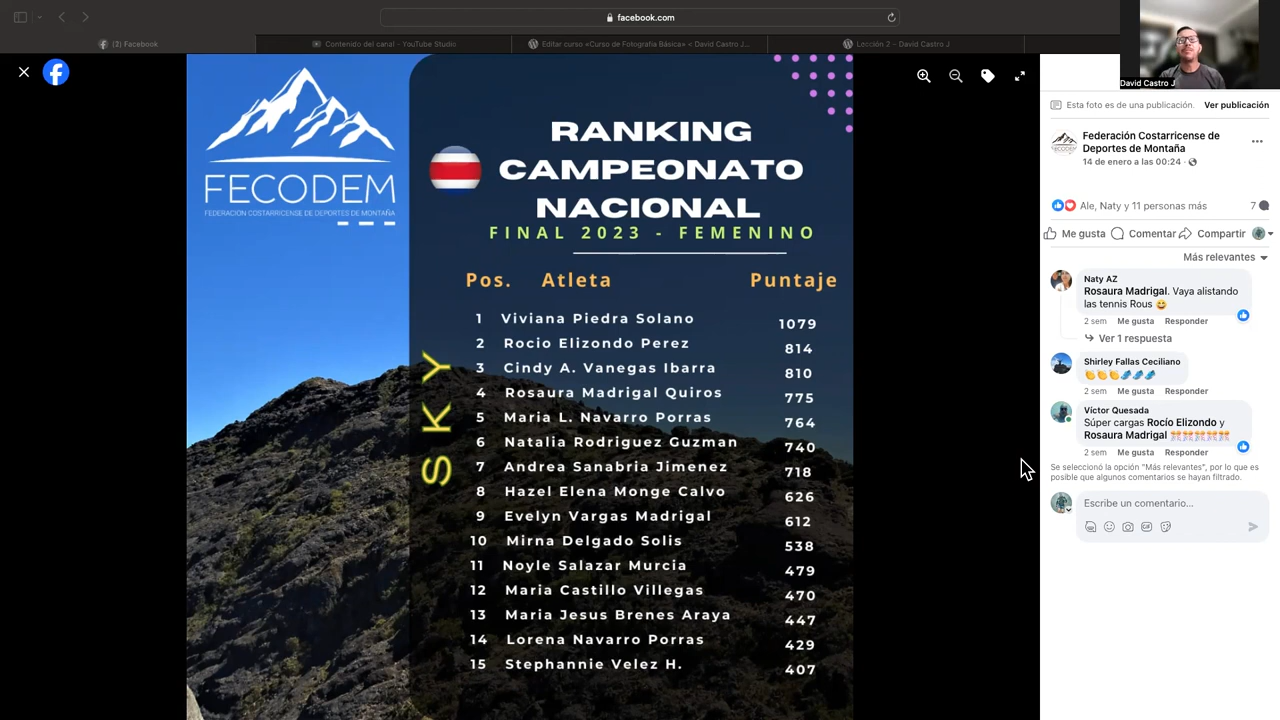 facebook.com
(2) Facebook
Contenido del canal - YouTube Studio
Editar curso «Curso de Fotografía Básica» ‹ David Castro J...
Lección 2 – David Castro J
David Castro J
FECODEM
FEDERACION COSTARRICENSE DE DEPORTES DE MONTAÑA
RANKING
CAMPEONATO
NACIONAL
FINAL 2023 - FEMENINO
Pos. Atleta Puntaje
1 Viviana Piedra Solano 1079
2 Rocio Elizondo Perez 814
3 Cindy A. Vanegas Ibarra 810
4 Rosaura Madrigal Quiros 775
5 Maria L. Navarro Porras 764
6 Natalia Rodriguez Guzman 740
7 Andrea Sanabria Jimenez 718
8 Hazel Elena Monge Calvo 626
9 Evelyn Vargas Madrigal 612
10 Mirna Delgado Solis 538
11 Noyle Salazar Murcia 479
12 Maria Castillo Villegas 470
13 Maria Jesus Brenes Araya 447
14 Lorena Navarro Porras 429
15 Stephannie Velez H. 407
SKY
Esta foto es de una publicación. Ver publicación
Federación Costarricense de
Deportes de Montaña
14 de enero a las 00:24
Ale, Naty y 11 personas más 7
Me gusta Comentar Compartir
Más relevantes
Naty AZ
Rosaura Madrigal. Vaya alistando
las tennis Rous 😄
2 sem Me gusta Responder
Ver 1 respuesta
Shirley Fallas Ceciliano
👏👏👏
2 sem Me gusta Responder
Víctor Quesada
Súper cargas Rocío Elizondo y
Rosaura Madrigal
2 sem Me gusta Responder
Se seleccionó la opción "Más relevantes", por lo que es
posible que algunos comentarios se hayan filtrado.
Escribe un comentario...
GIF